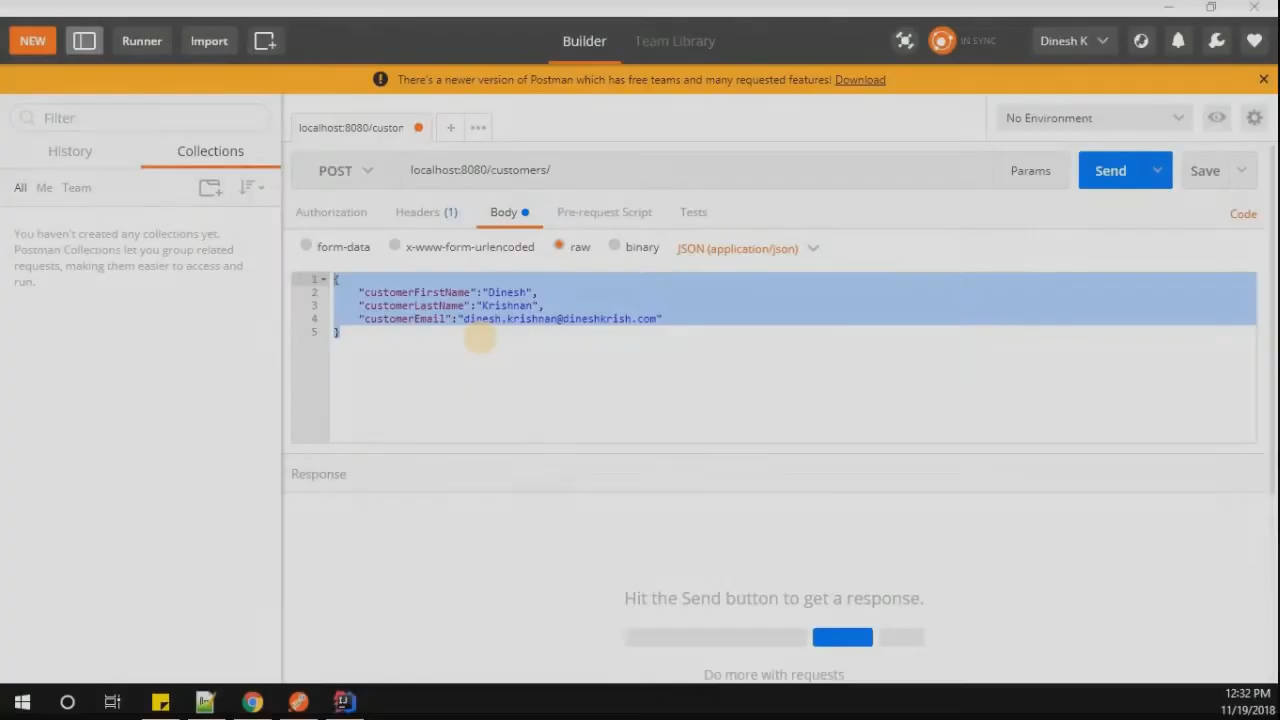 NEW
Runner
Import
Builder
Team Library
IN SYNC
Dinesh K
There's a newer version of Postman which has free teams and many requested features! Download
Filter
History
Collections
All Me Team
You haven't created any collections yet.
Postman Collections let you group related
requests, making them easier to access and
run.
localhost:8080/custor
No Environment
POST
localhost:8080/customers/
Params
Send
Save
Authorization
Headers (1)
Body
Pre-request Script
Tests
Code
form-data
x-www-form-urlencoded
raw
binary
JSON (application/json)
1 {
2 "customerFirstName":"Dinesh",
3 "customerLastName":"Krishnan",
4 "customerEmail":"dinesh.krishnan@dineshkrish.com"
5 }
Response
Hit the Send button to get a response.
Do more with requests
12:32 PM
11/19/2018